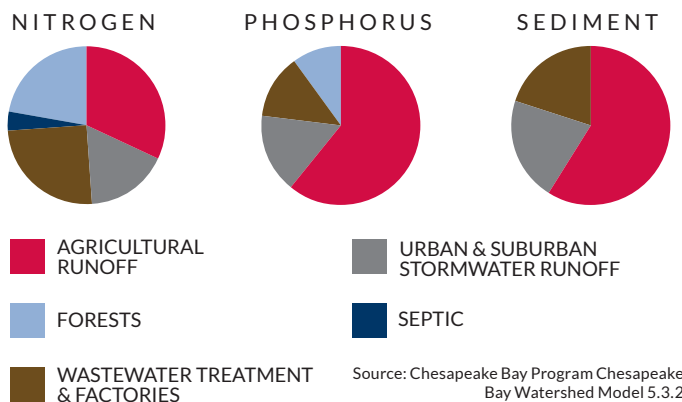 NITROGEN
PHOSPHORUS
SEDIMENT
AGRICULTURAL
RUNOFF
URBAN & SUBURBAN
STORMWATER RUNOFF
FORESTS
SEPTIC
WASTEWATER TREATMENT
& FACTORIES
Source: Chesapeake Bay Program Chesapeake
Bay Watershed Model 5.3.2